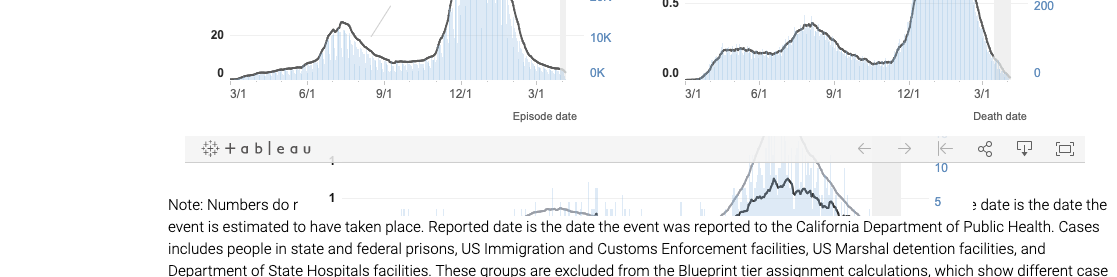 0.5
200
20
10K
0
0K
0.0
0
3/1 6/1 9/1 12/1 3/1
3/1 6/1 9/1 12/1 3/1
Episode date
Death date
+ableau
10
1
5
Note: Numbers do r
date is the date the
event is estimated to have taken place. Reported date is the date the event was reported to the California Department of Public Health. Cases
includes people in state and federal prisons, US Immigration and Customs Enforcement facilities, US Marshal detention facilities, and
Department of State Hospitals facilities. These groups are excluded from the Blueprint tier assignment calculations, which show different case